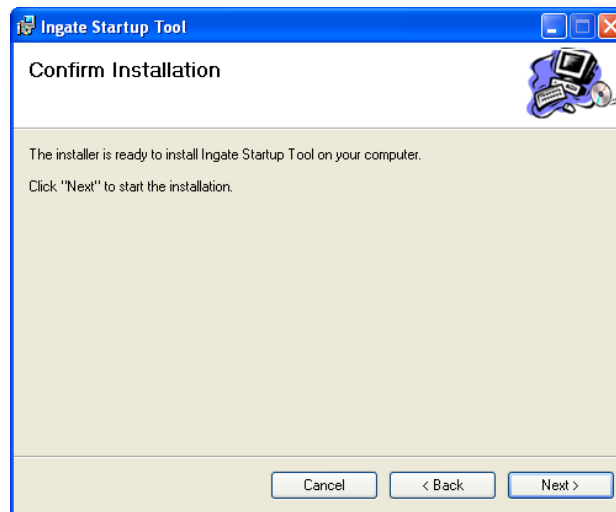 Ingate Startup Tool
Confirm Installation
The installer is ready to install Ingate Startup Tool on your computer.
Click "Next" to start the installation.
Cancel
< Back
Next >